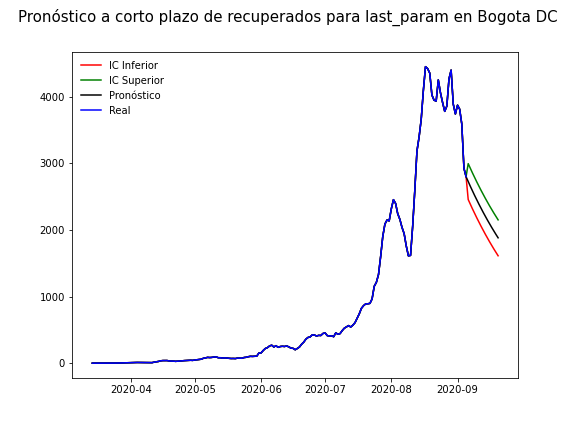 Pronóstico a corto plazo de recuperados para last_param en Bogota DC
IC Inferior
IC Superior
Pronóstico
Real
4000
3000
2000
1000
0
2020-04 2020-05 2020-06 2020-07 2020-08 2020-09